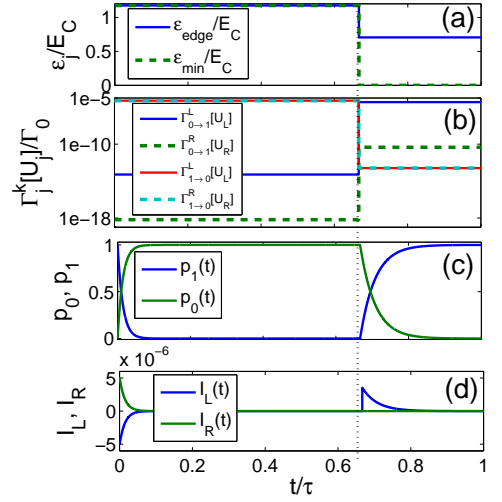 (a)
1
0.5
0
ε_j/E_C
ε_edge/E_C
ε_min/E_C
(b)
1e-5
1e-10
1e-18
Γ_j^k[U_j]/Γ_0
Γ^L_{0→1}[U_L]
Γ^R_{0→1}[U_R]
Γ^L_{1→0}[U_L]
Γ^R_{1→0}[U_R]
(c)
1
0.5
0
p_0, p_1
p_1(t)
p_0(t)
x 10^-6
(d)
5
0
-5
I_L, I_R
I_L(t)
I_R(t)
0 0.2 0.4 0.6 0.8 1
t/τ